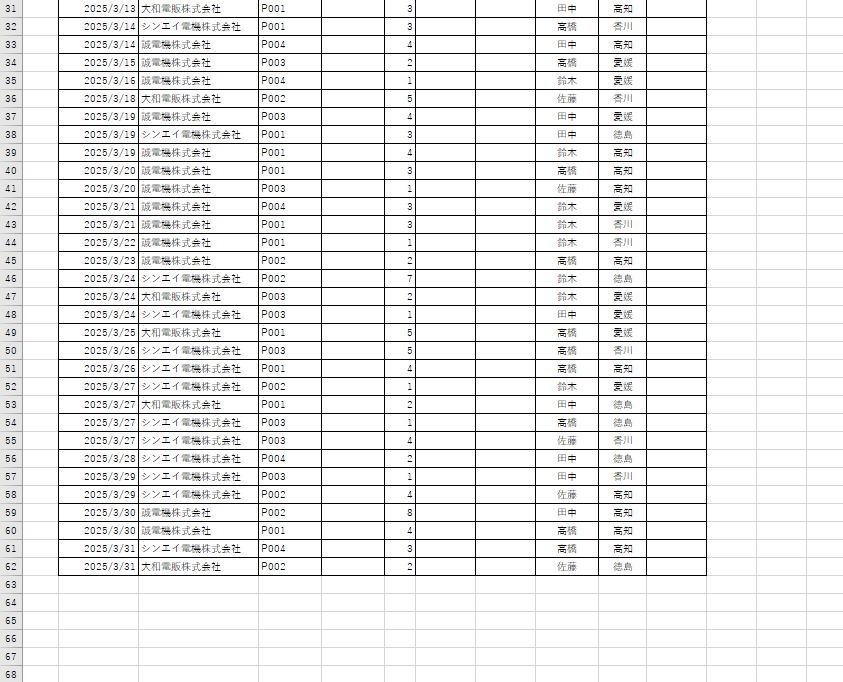 31 2025/3/13 大和電販株式会社 P001 3 田中 高知
32 2025/3/14 シンエイ電機株式会社 P001 3 高橋 香川
33 2025/3/14 誠電機株式会社 P004 4 田中 高知
34 2025/3/15 誠電機株式会社 P003 2 高橋 愛媛
35 2025/3/16 誠電機株式会社 P004 1 鈴木 愛媛
36 2025/3/18 大和電販株式会社 P002 5 佐藤 香川
37 2025/3/19 誠電機株式会社 P003 4 田中 愛媛
38 2025/3/19 シンエイ電機株式会社 P001 3 田中 徳島
39 2025/3/19 誠電機株式会社 P001 4 鈴木 高知
40 2025/3/20 誠電機株式会社 P001 3 高橋 高知
41 2025/3/20 誠電機株式会社 P003 1 佐藤 高知
42 2025/3/21 誠電機株式会社 P004 3 鈴木 愛媛
43 2025/3/21 誠電機株式会社 P001 3 鈴木 香川
44 2025/3/22 誠電機株式会社 P001 1 鈴木 香川
45 2025/3/23 誠電機株式会社 P002 2 高橋 高知
46 2025/3/24 シンエイ電機株式会社 P002 7 鈴木 徳島
47 2025/3/24 大和電販株式会社 P003 2 鈴木 愛媛
48 2025/3/24 シンエイ電機株式会社 P003 1 田中 愛媛
49 2025/3/25 大和電販株式会社 P001 5 高橋 愛媛
50 2025/3/26 シンエイ電機株式会社 P003 5 高橋 香川
51 2025/3/26 シンエイ電機株式会社 P001 4 高橋 高知
52 2025/3/27 シンエイ電機株式会社 P002 1 鈴木 愛媛
53 2025/3/27 大和電販株式会社 P001 2 田中 徳島
54 2025/3/27 シンエイ電機株式会社 P003 1 高橋 徳島
55 2025/3/27 シンエイ電機株式会社 P003 4 佐藤 香川
56 2025/3/28 シンエイ電機株式会社 P004 2 田中 徳島
57 2025/3/29 シンエイ電機株式会社 P003 1 田中 香川
58 2025/3/29 シンエイ電機株式会社 P002 4 佐藤 高知
59 2025/3/30 誠電機株式会社 P002 8 田中 高知
60 2025/3/30 誠電機株式会社 P001 4 高橋 高知
61 2025/3/31 シンエイ電機株式会社 P004 3 高橋 高知
62 2025/3/31 大和電販株式会社 P002 2 佐藤 徳島
63
64
65
66
67
68